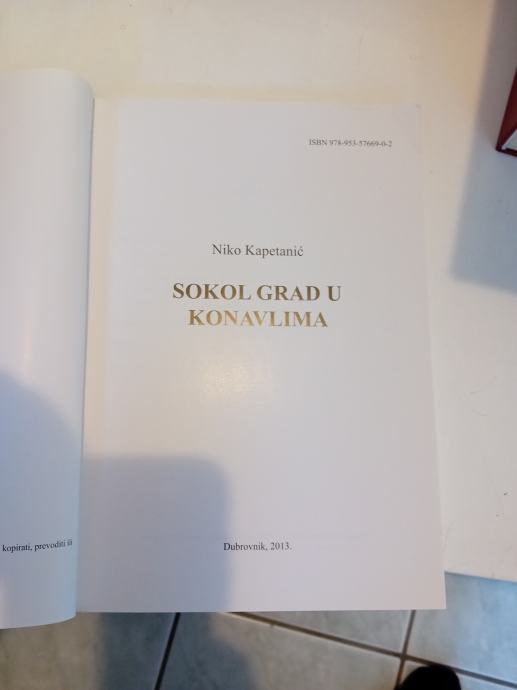 kopirati, prevoditi ili
ISBN 978-953-57669-0-2
Niko Kapetanić
SOKOL GRAD U
KONAVLIMA
Dubrovnik, 2013.